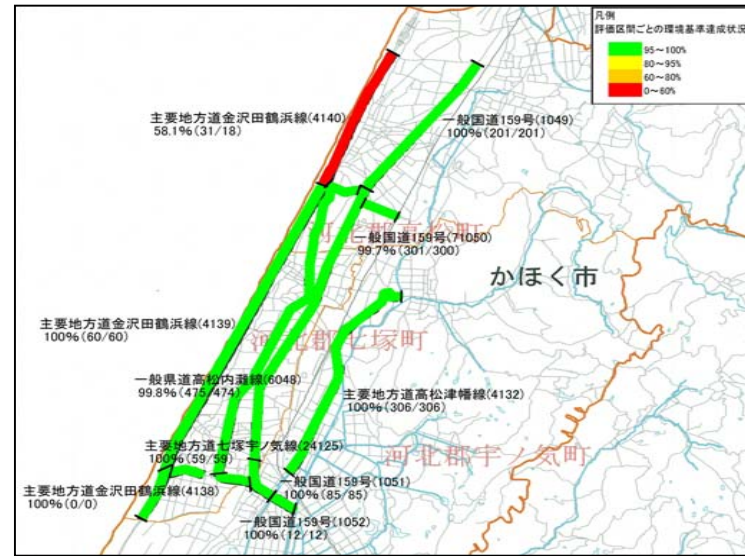 凡例
評価区間ごとの環境基準達成状況
95～100%
80～95%
60～80%
0～60%
主要地方道金沢田鶴浜線(4140)
58.1%(31/18)
一般国道159号(1049)
100%(201/201)
河北郡高松町
一般国道159号(71050)
99.7%(301/300)
かほく市
主要地方道金沢田鶴浜線(4139)
100%(60/60)
河北郡七塚町
一般県道高松内灘線(6048)
99.8%(475/474)
主要地方道高松津幡線(4132)
100%(306/306)
主要地方道七塚宇ノ気線(24125)
100%(59/59)
河北郡宇ノ気町
主要地方道金沢田鶴浜線(4138)
100%(0/0)
一般国道159号(1051)
100%(85/85)
一般国道159号(1052)
100%(12/12)